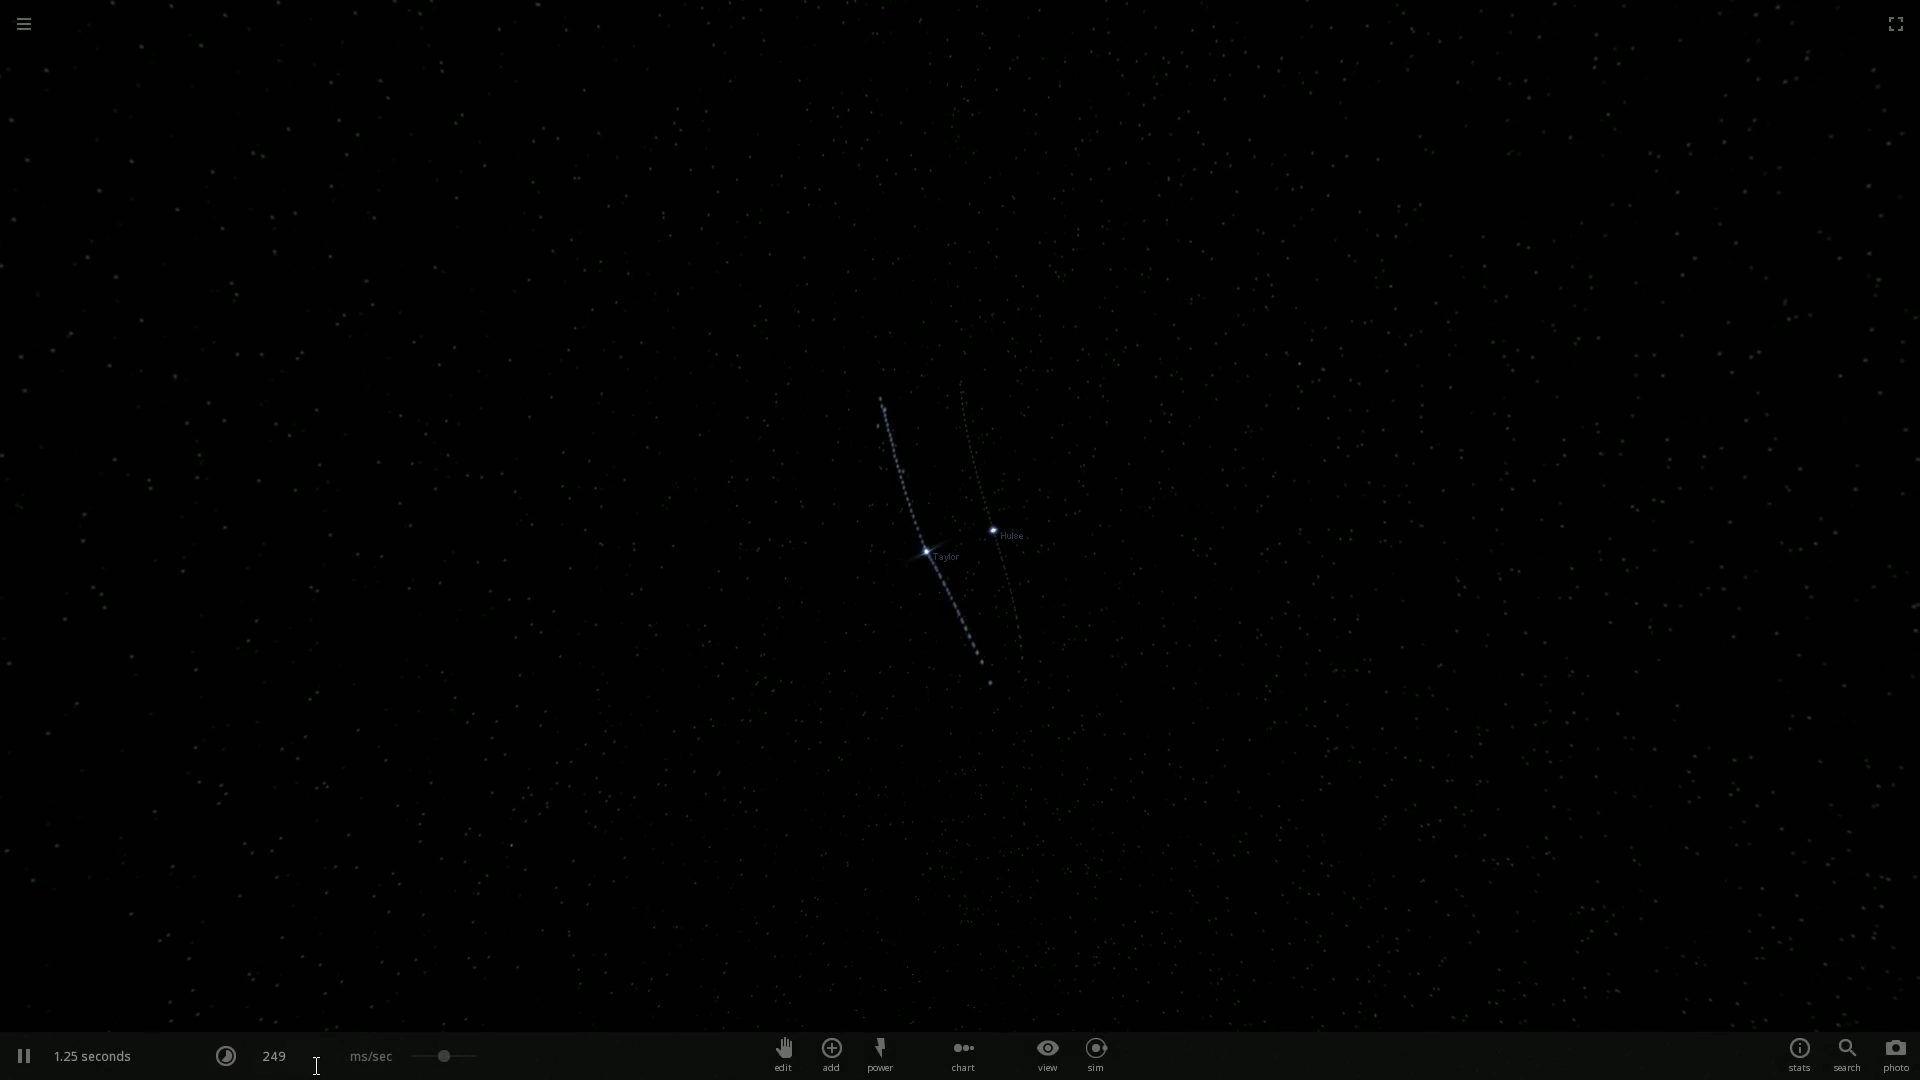 Hulse
Taylor
1.25 seconds
249
ms/sec
edit
add
power
chart
view
sim
stats
search
photo